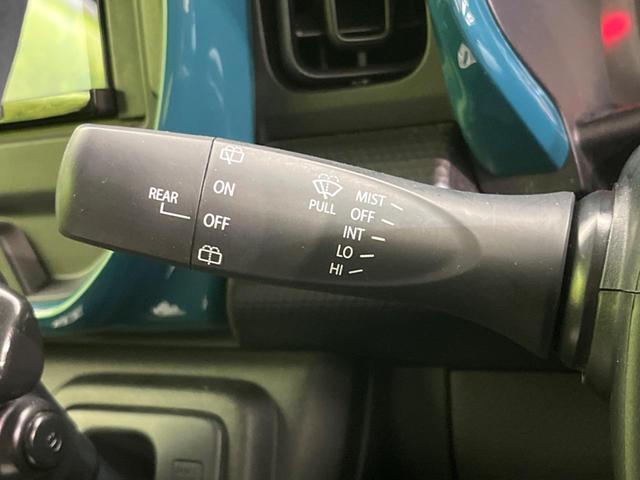 REAR
ON
OFF
PULL
MIST
OFF
INT
LO
HI